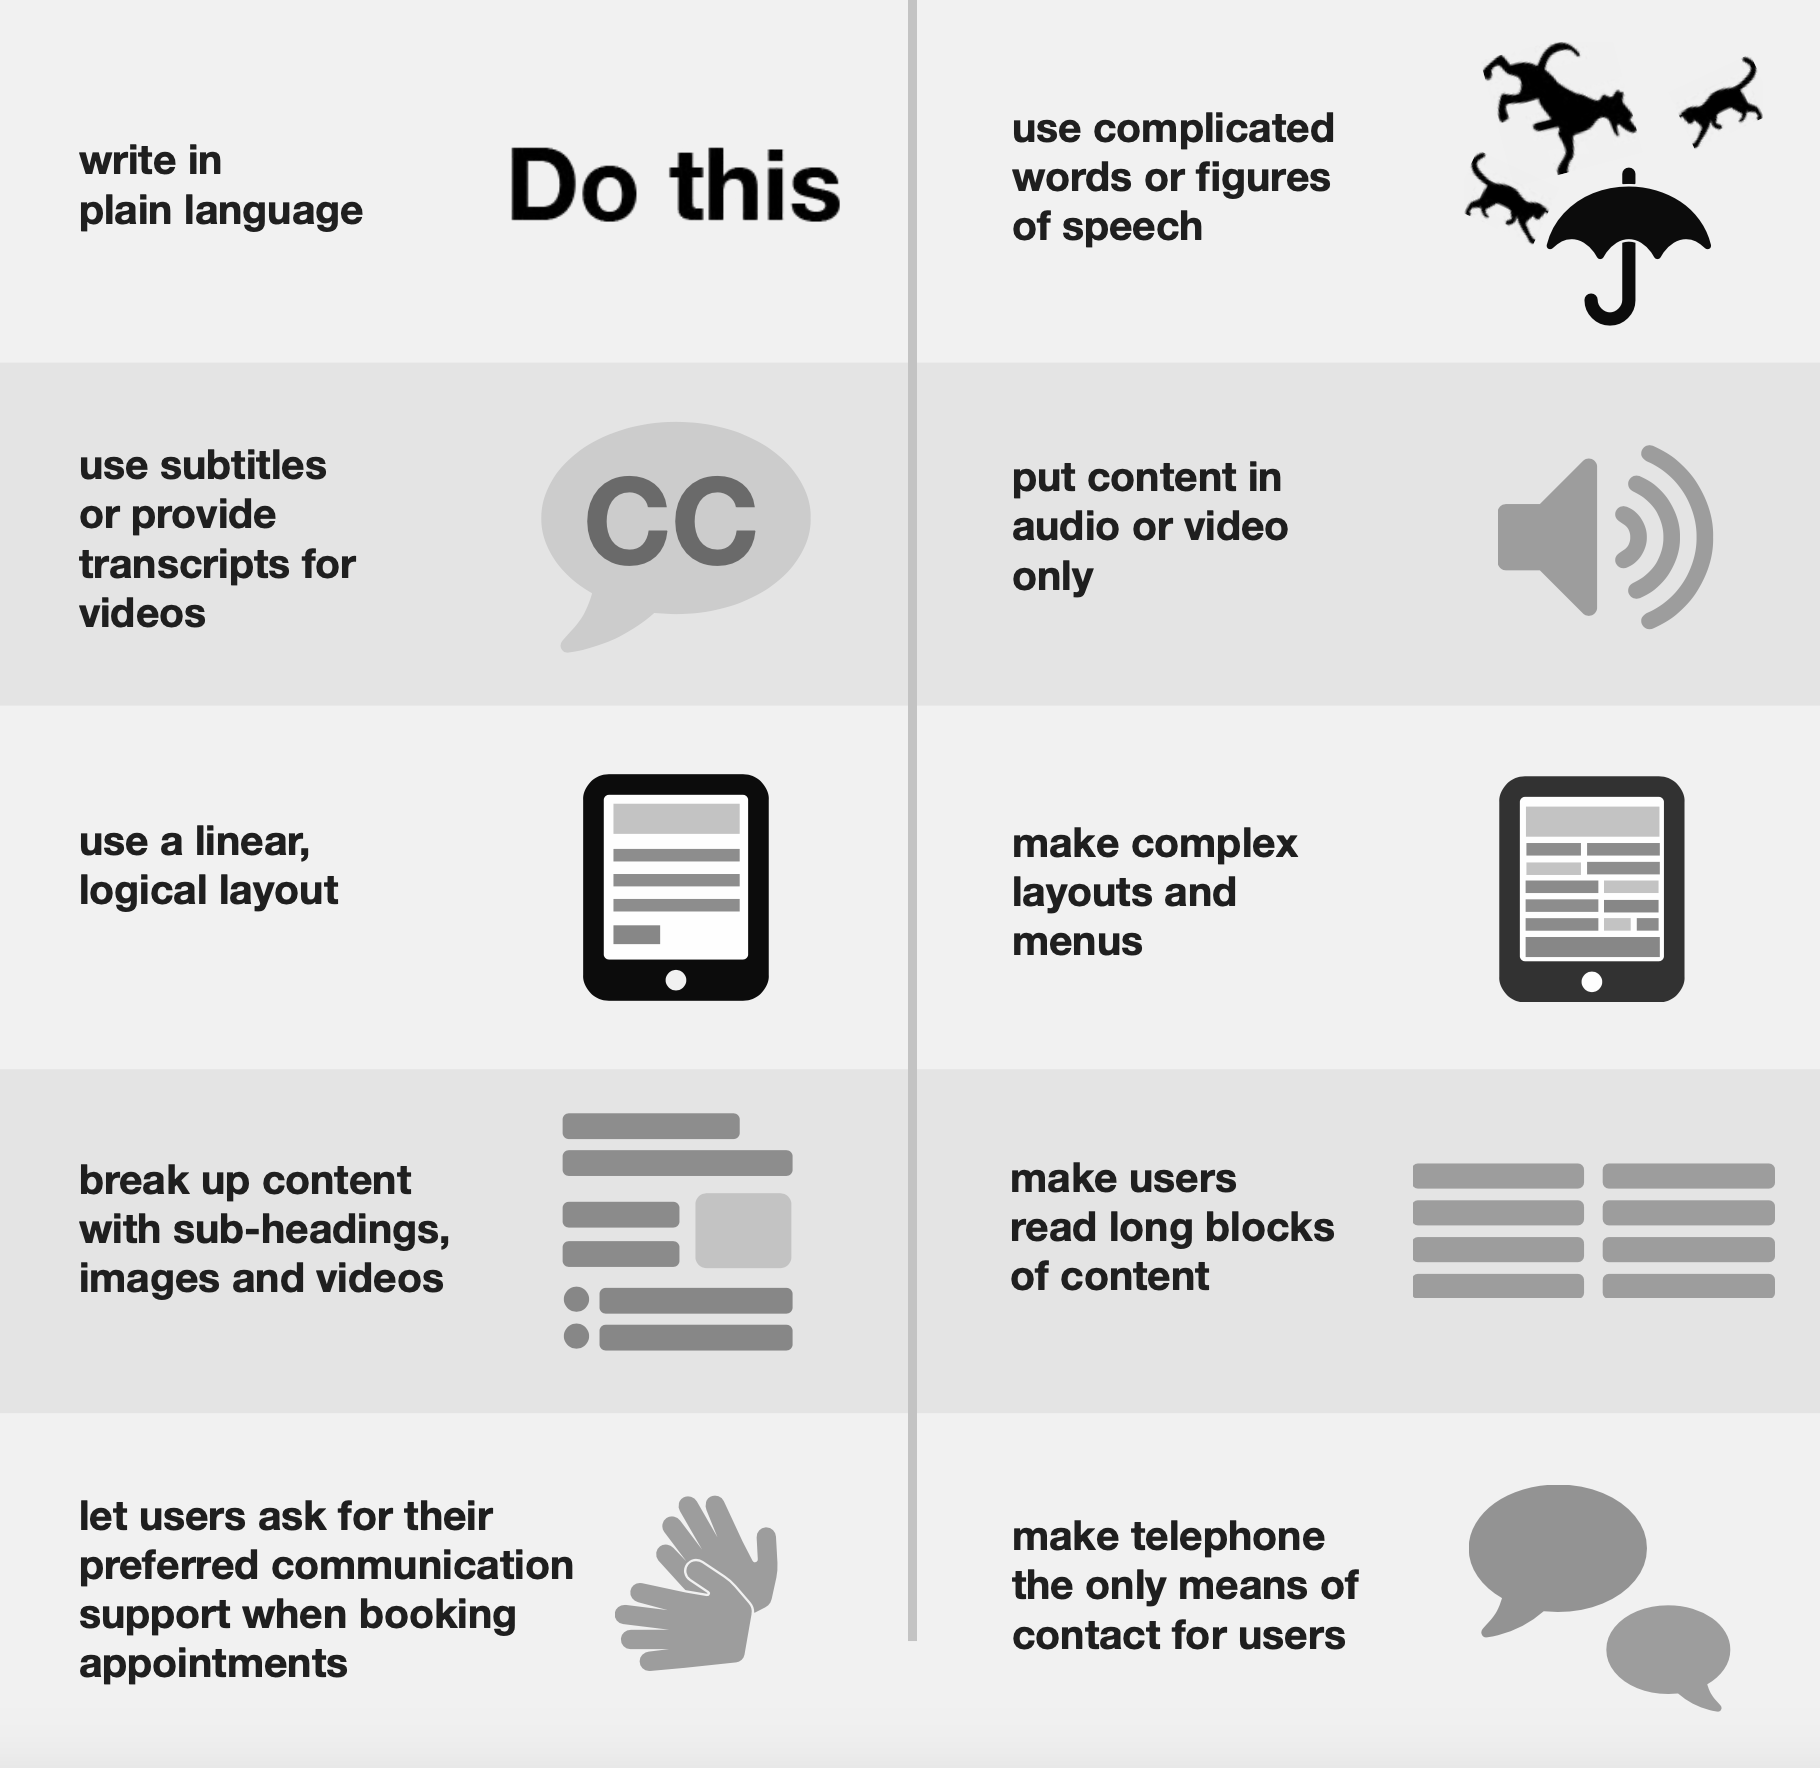 write in
plain language
Do this
use complicated
words or figures
of speech
use subtitles
or provide
transcripts for
videos
CC
put content in
audio or video
only
use a linear,
logical layout
make complex
layouts and
menus
break up content
with sub-headings,
images and videos
make users
read long blocks
of content
let users ask for their
preferred communication
support when booking
appointments
make telephone
the only means of
contact for users